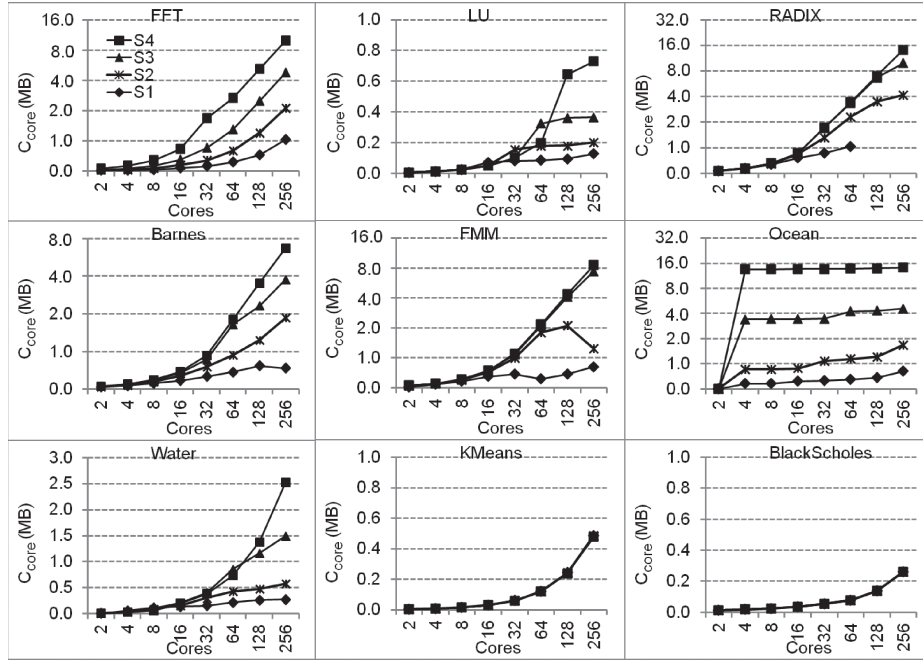 FFT
C_core (MB)
16.0
8.0
4.0
2.0
1.0
0.0
S4
S3
S2
S1
2 4 8 16 32 64 128 256
Cores
LU
C_core (MB)
1.0
0.8
0.6
0.4
0.2
0.0
2 4 8 16 32 64 128 256
Cores
RADIX
C_core (MB)
32.0
16.0
8.0
4.0
1.0
0.0
2 4 8 16 32 64 128 256
Cores
Barnes
C_core (MB)
8.0
4.0
2.0
1.0
0.0
2 4 8 16 32 64 128 256
Cores
FMM
C_core (MB)
16.0
8.0
4.0
2.0
1.0
0.0
2 4 8 16 32 64 128 256
Cores
Ocean
C_core (MB)
32.0
16.0
8.0
4.0
1.0
0.0
2 4 8 16 32 64 128 256
Cores
Water
C_core (MB)
3.0
2.5
2.0
1.5
1.0
0.5
0.0
2 4 8 16 32 64 128 256
Cores
KMeans
C_core (MB)
1.0
0.8
0.6
0.4
0.2
0.0
2 4 8 16 32 64 128 256
Cores
BlackScholes
C_core (MB)
1.0
0.8
0.6
0.4
0.2
0.0
2 4 8 16 32 64 128 256
Cores